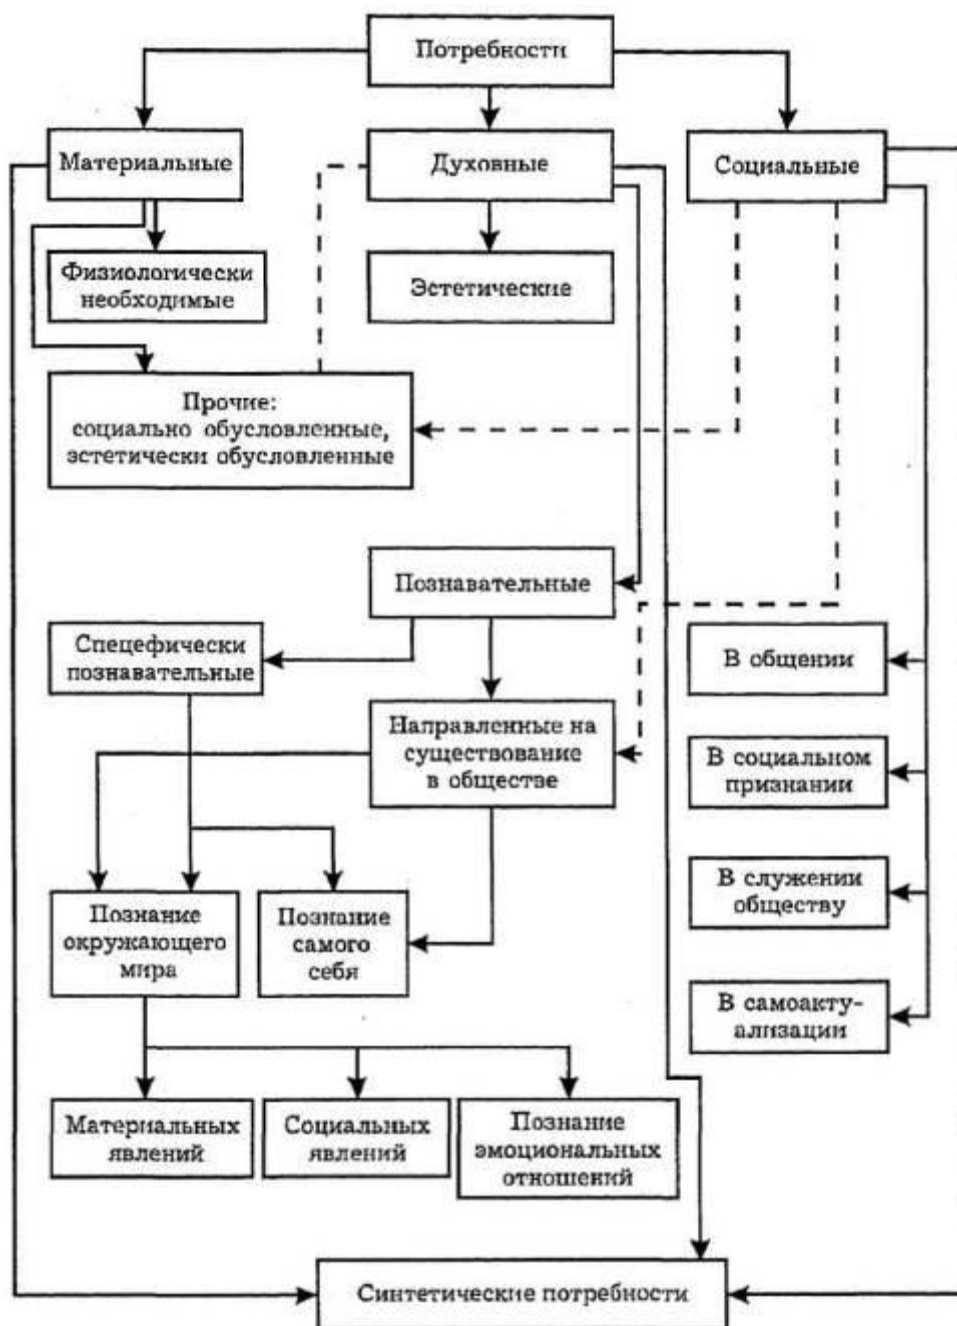 Потребности
Материальные
Духовные
Социальные
Физиологически
необходимые
Эстетические
Прочие:
социально обусловленные,
эстетически обусловленные
Познавательные
Спецефически
познавательные
В общении
Направленные на
существование
в обществе
В социальном
признании
Познание
окружающего
мира
Познание
самого
себя
В служении
обществу
В самоакту-
ализации
Материальных
явлений
Социальных
явлений
Познание
эмоциональных
отношений
Синтетические потребности